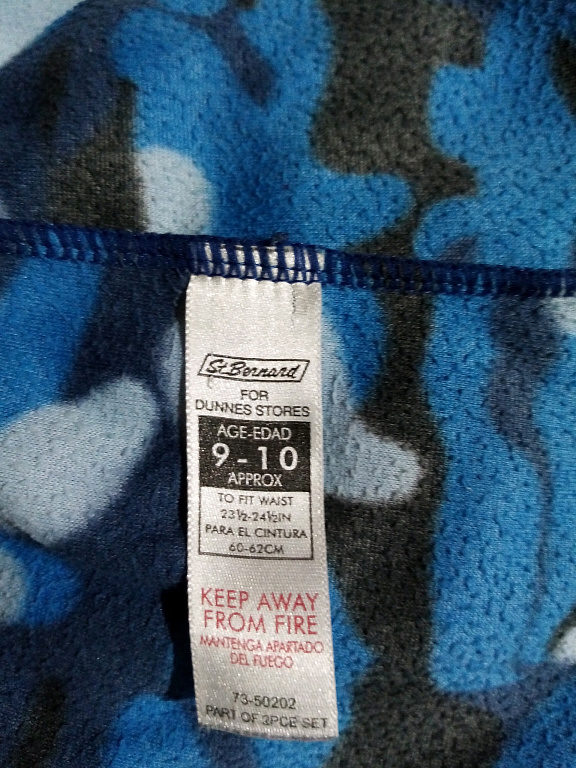 St Bernard
FOR
DUNNES STORES
AGE-EDAD
9 - 10
APPROX
TO FIT WAIST
23½-24½IN
PARA EL CINTURA
60-62CM
KEEP AWAY
FROM FIRE
MANTENGA APARTADO
DEL FUEGO
73-50202
PART OF 3PCE SET